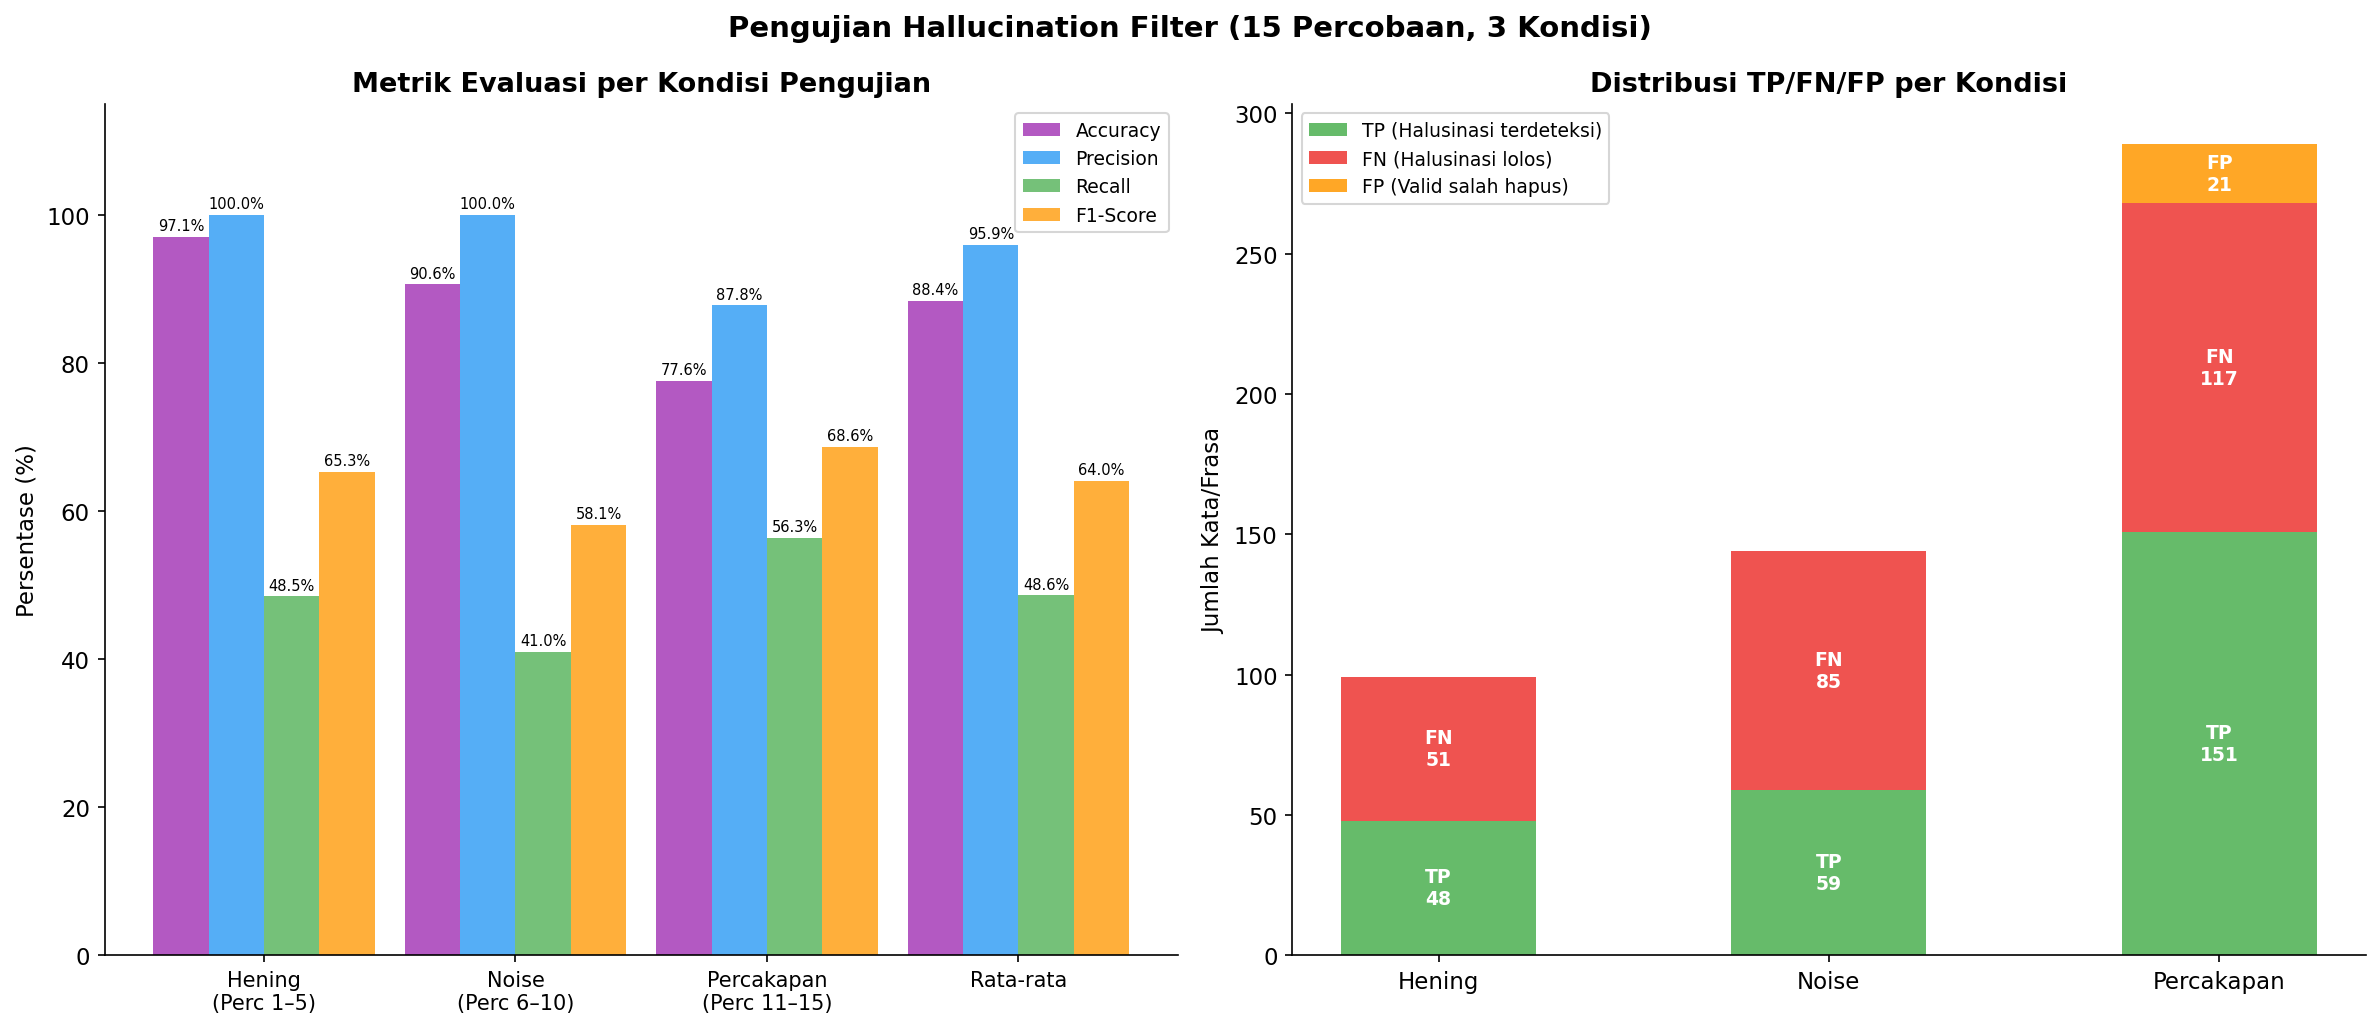 Pengujian Hallucination Filter (15 Percobaan, 3 Kondisi)
Metrik Evaluasi per Kondisi Pengujian
Persentase (%)
100
80
60
40
20
0
Accuracy
Precision
Recall
F1-Score
97.1%
100.0%
48.5%
65.3%
90.6%
100.0%
41.0%
58.1%
77.6%
87.8%
56.3%
68.6%
88.4%
95.9%
48.6%
64.0%
Hening
(Perc 1–5)
Noise
(Perc 6–10)
Percakapan
(Perc 11–15)
Rata-rata
Distribusi TP/FN/FP per Kondisi
Jumlah Kata/Frasa
300
250
200
150
100
50
0
TP (Halusinasi terdeteksi)
FN (Halusinasi lolos)
FP (Valid salah hapus)
FN
51
TP
48
FN
85
TP
59
FP
21
FN
117
TP
151
Hening
Noise
Percakapan